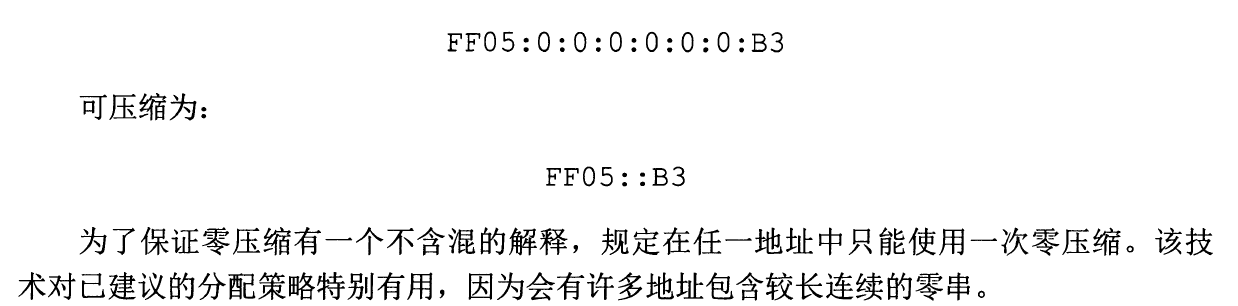 FF05:0:0:0:0:0:0:B3
可压缩为：
FF05::B3
为了保证零压缩有一个不含混的解释，规定在任一地址中只能使用一次零压缩。该技
术对已建议的分配策略特别有用，因为会有许多地址包含较长连续的零串。